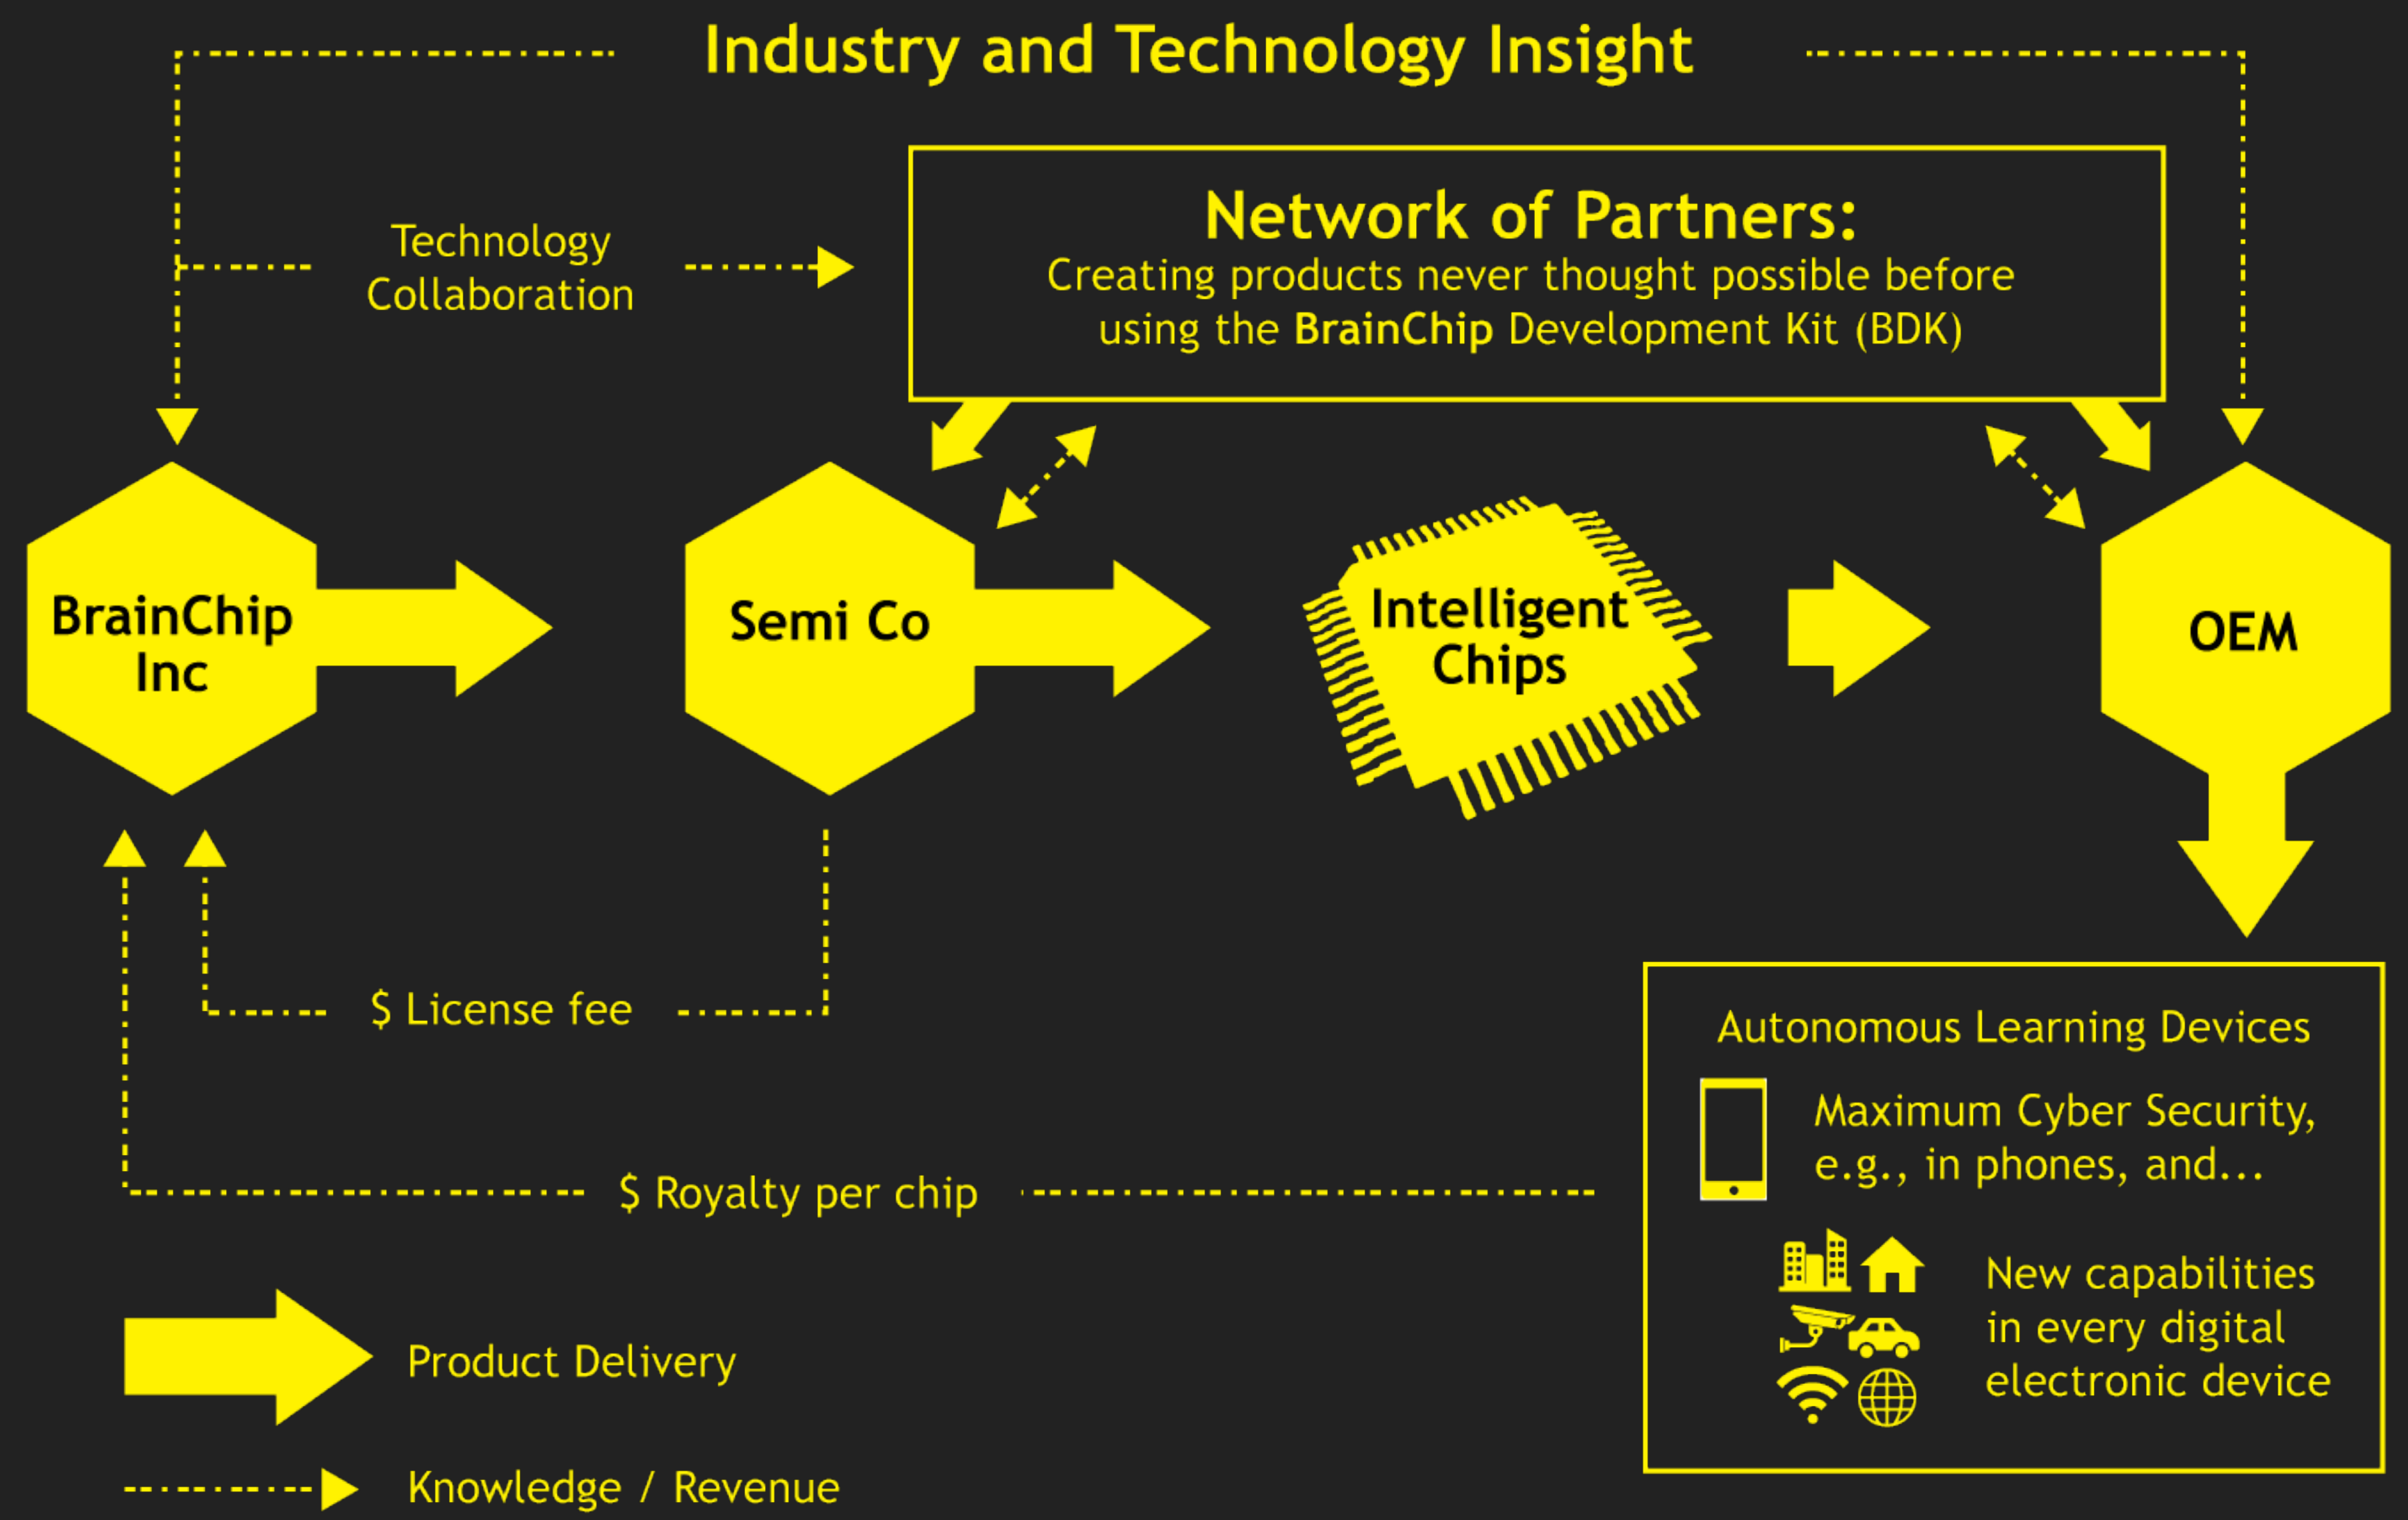 Industry and Technology Insight
Technology
Collaboration
Network of Partners:
Creating products never thought possible before
using the BrainChip Development Kit (BDK)
BrainChip
Inc
Semi Co
Intelligent
Chips
OEM
$ License fee
$ Royalty per chip
Autonomous Learning Devices
Maximum Cyber Security,
e.g., in phones, and...
New capabilities
in every digital
electronic device
Product Delivery
Knowledge / Revenue